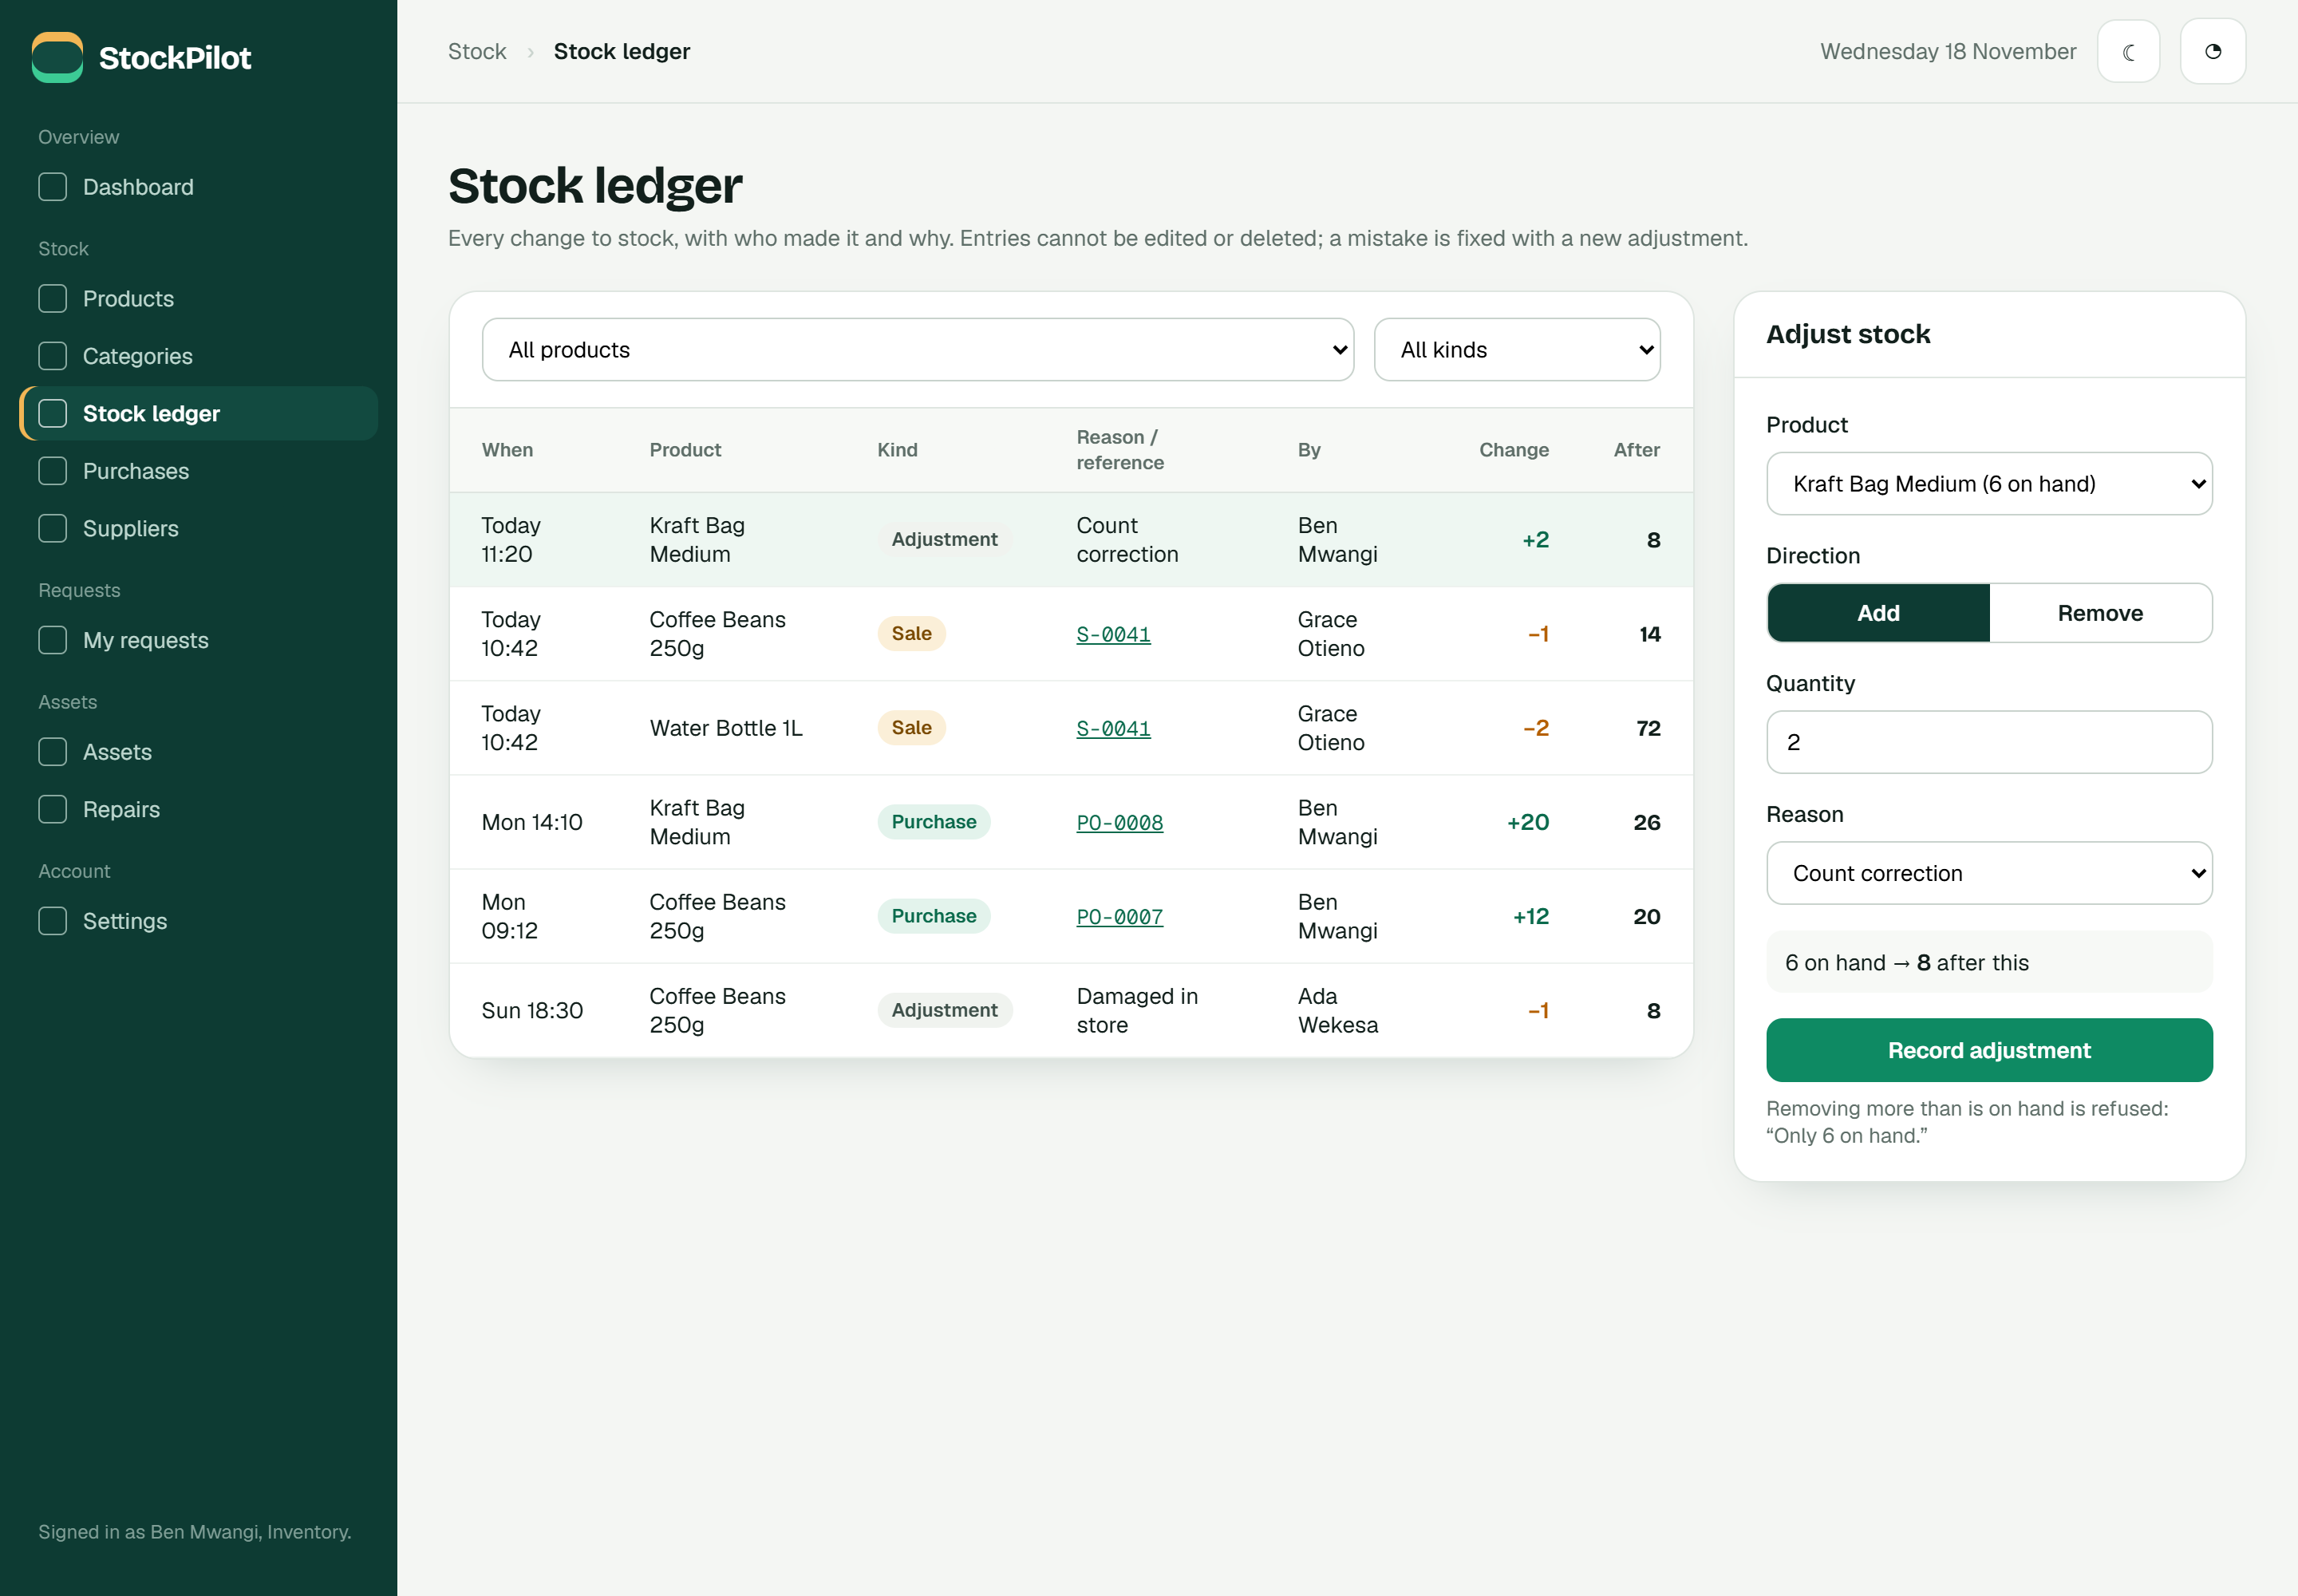 StockPilot
Overview
Dashboard
Stock
Products
Categories
Stock ledger
Purchases
Suppliers
Requests
My requests
Assets
Assets
Repairs
Account
Settings
Signed in as Ben Mwangi, Inventory.
Stock › Stock ledger
Wednesday 18 November
Stock ledger
Every change to stock, with who made it and why. Entries cannot be edited or deleted; a mistake is fixed with a new adjustment.
All products
All kinds
When Product Kind Reason / reference By Change After
Today 11:20 Kraft Bag Medium Adjustment Count correction Ben Mwangi +2 8
Today 10:42 Coffee Beans 250g Sale S-0041 Grace Otieno −1 14
Today 10:42 Water Bottle 1L Sale S-0041 Grace Otieno −2 72
Mon 14:10 Kraft Bag Medium Purchase PO-0008 Ben Mwangi +20 26
Mon 09:12 Coffee Beans 250g Purchase PO-0007 Ben Mwangi +12 20
Sun 18:30 Coffee Beans 250g Adjustment Damaged in store Ada Wekesa −1 8
Adjust stock
Product
Kraft Bag Medium (6 on hand)
Direction
Add Remove
Quantity
2
Reason
Count correction
6 on hand → 8 after this
Record adjustment
Removing more than is on hand is refused:
“Only 6 on hand.”